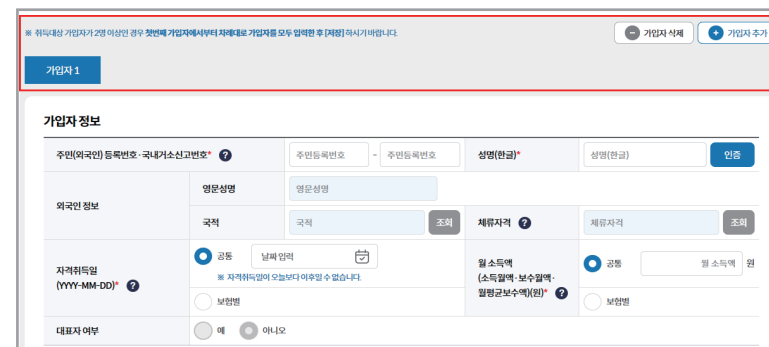 ※ 취득대상 가입자가 2명 이상인 경우 첫번째 가입자에서부터 차례대로 가입자를 모두 입력한 후 [저장] 하시기 바랍니다.
가입자 삭제
가입자 추가
가입자 1
가입자 정보
주민(외국인) 등록번호·국내거소신고번호* ?
주민등록번호 - 주민등록번호
성명(한글)*
성명(한글)
인증
외국인 정보
영문성명
영문성명
국적
국적
조회
체류자격 ?
체류자격
조회
자격취득일
(YYYY-MM-DD)* ?
공통
날짜 입력
※ 자격취득일이 오늘보다 이후일 수 없습니다.
보험별
월 소득액
(소득월액·보수월액·
월평균보수액)(원)* ?
공통
월 소득액 원
보험별
대표자 여부
예
아니오